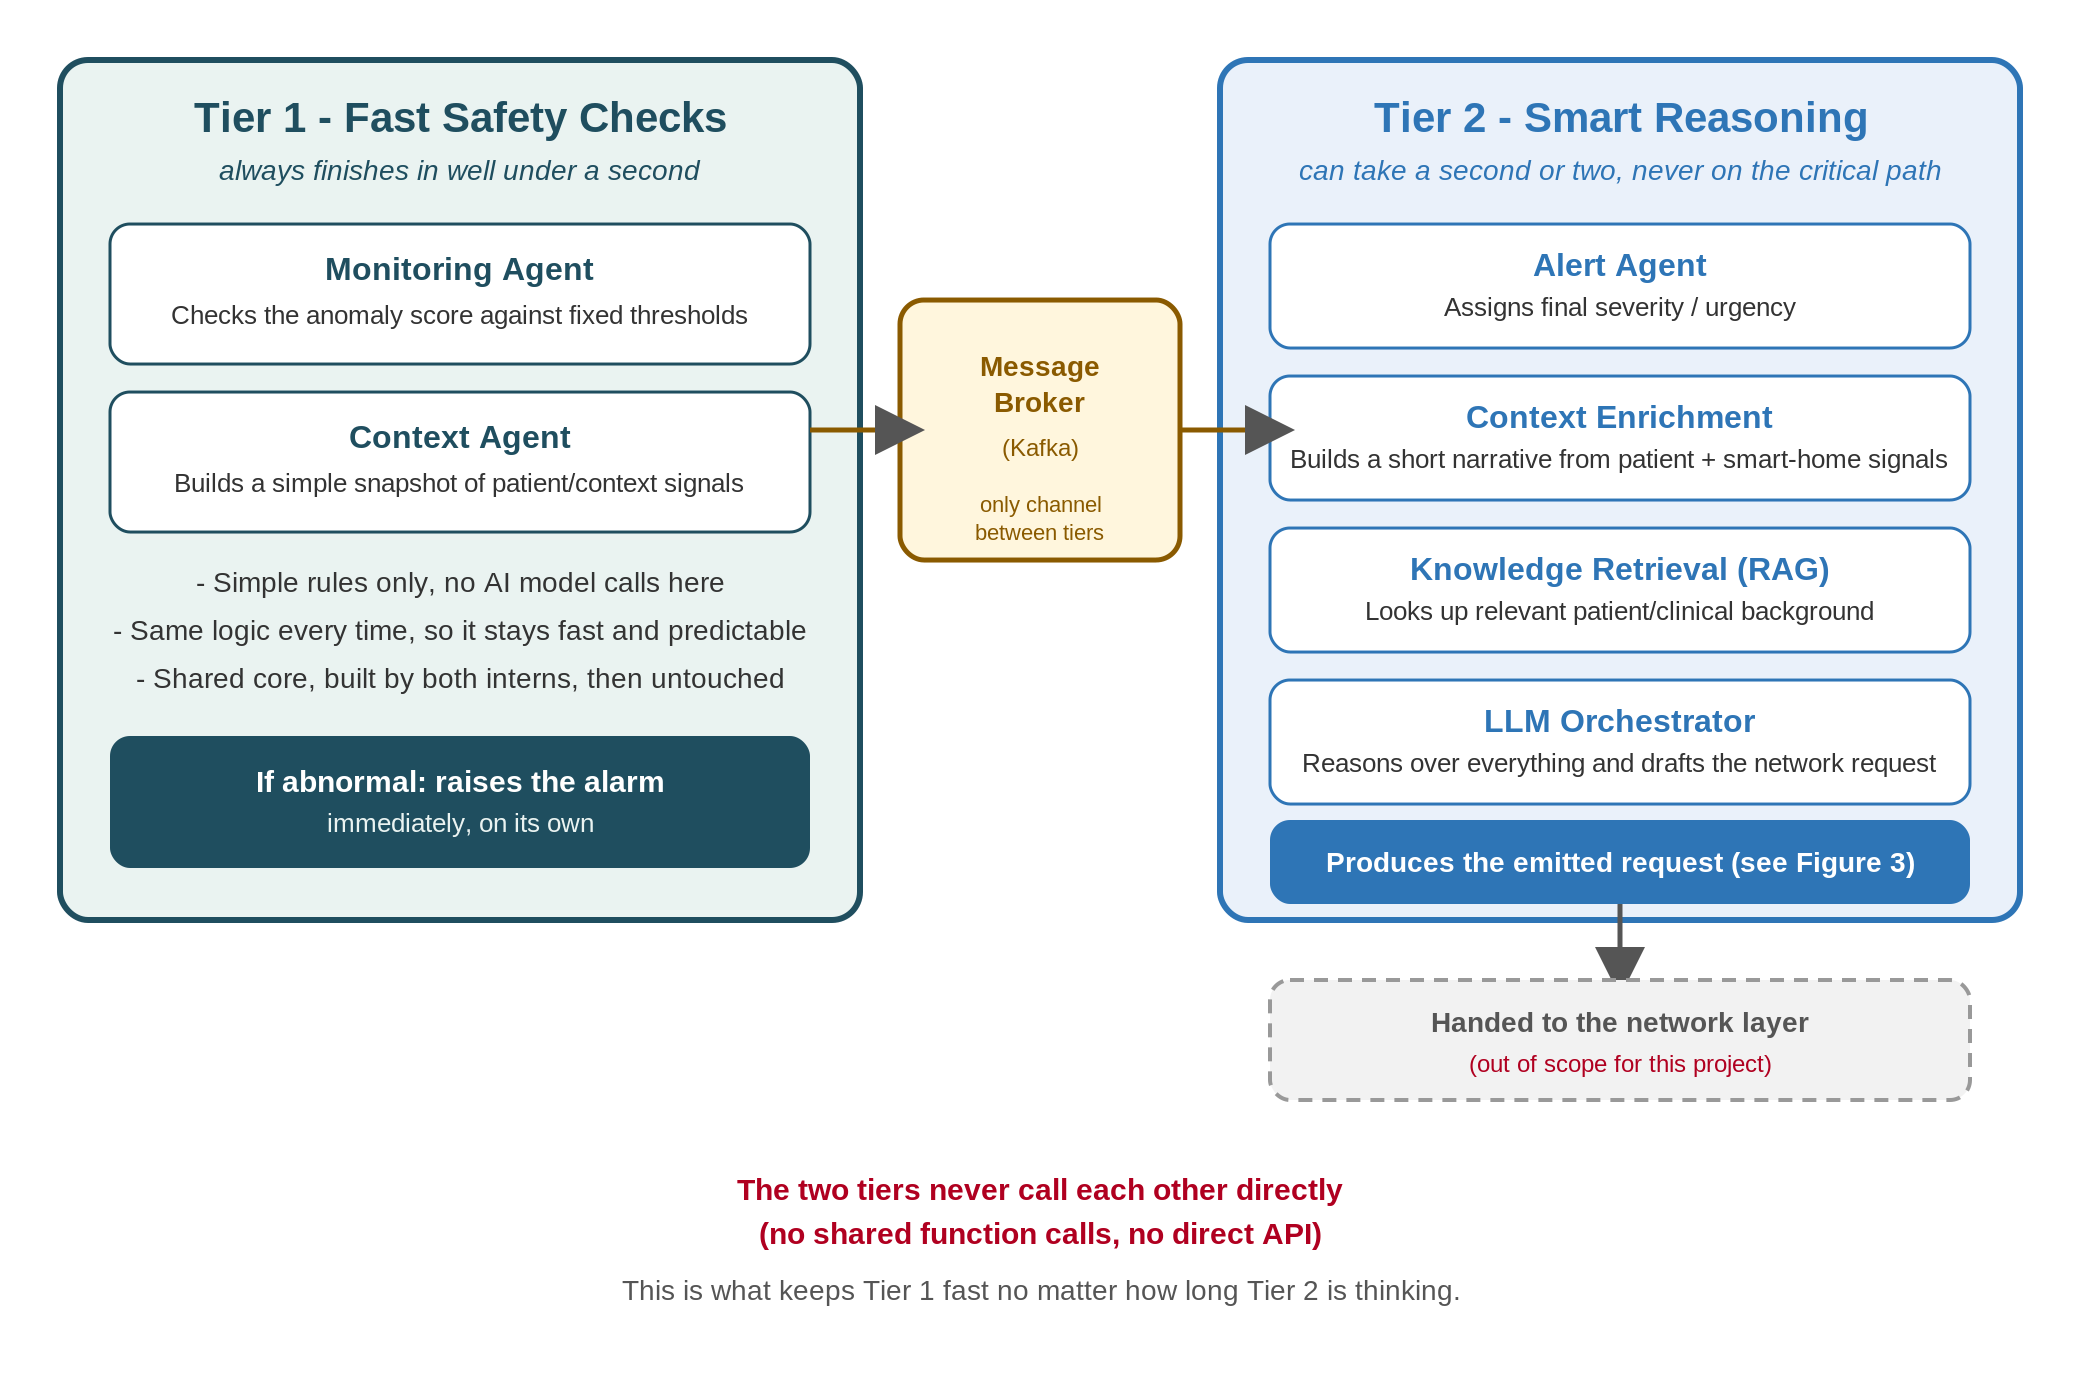 Tier 1 - Fast Safety Checks
always finishes in well under a second
Monitoring Agent
Checks the anomaly score against fixed thresholds
Context Agent
Builds a simple snapshot of patient/context signals
- Simple rules only, no AI model calls here
- Same logic every time, so it stays fast and predictable
- Shared core, built by both interns, then untouched
If abnormal: raises the alarm
immediately, on its own
Message
Broker
(Kafka)
only channel
between tiers
Tier 2 - Smart Reasoning
can take a second or two, never on the critical path
Alert Agent
Assigns final severity / urgency
Context Enrichment
Builds a short narrative from patient + smart-home signals
Knowledge Retrieval (RAG)
Looks up relevant patient/clinical background
LLM Orchestrator
Reasons over everything and drafts the network request
Produces the emitted request (see Figure 3)
Handed to the network layer
(out of scope for this project)
The two tiers never call each other directly
(no shared function calls, no direct API)
This is what keeps Tier 1 fast no matter how long Tier 2 is thinking.